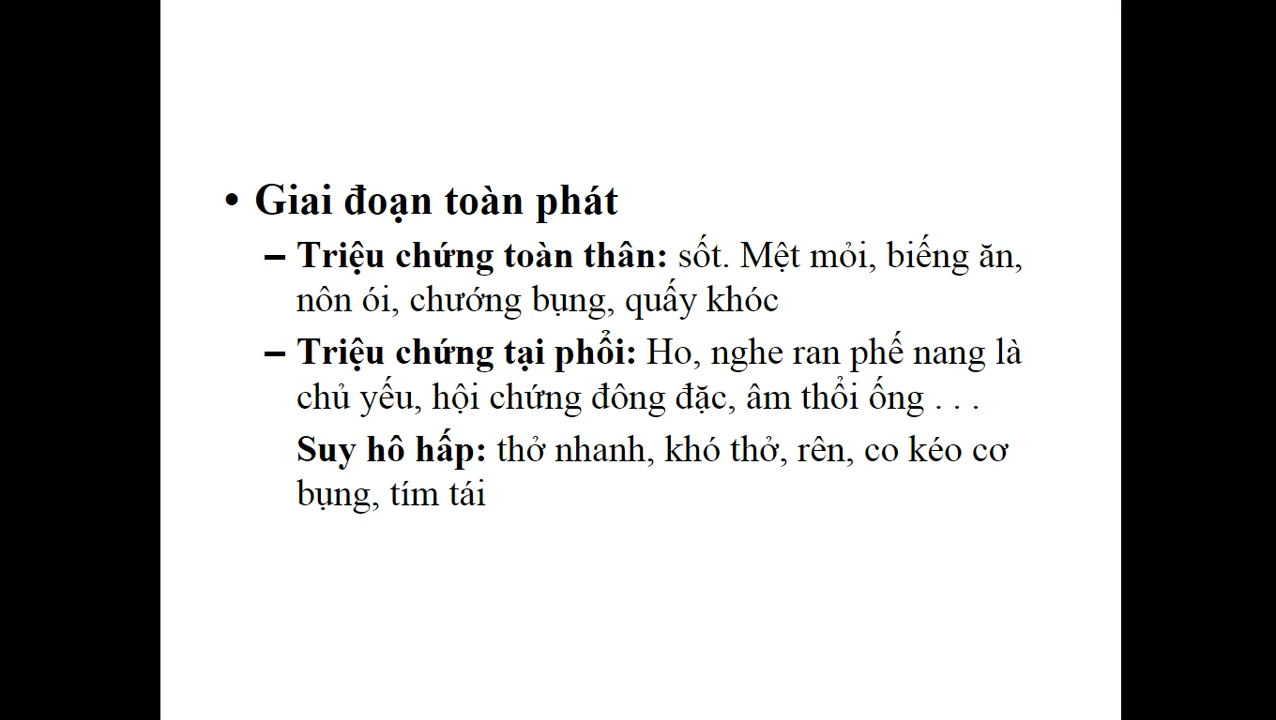 • Giai đoạn toàn phát
– Triệu chứng toàn thân: sốt. Mệt mỏi, biếng ăn,
nôn ói, chướng bụng, quấy khóc
– Triệu chứng tại phổi: Ho, nghe ran phế nang là
chủ yếu, hội chứng đông đặc, âm thổi ống . . .
Suy hô hấp: thở nhanh, khó thở, rên, co kéo cơ
bụng, tím tái